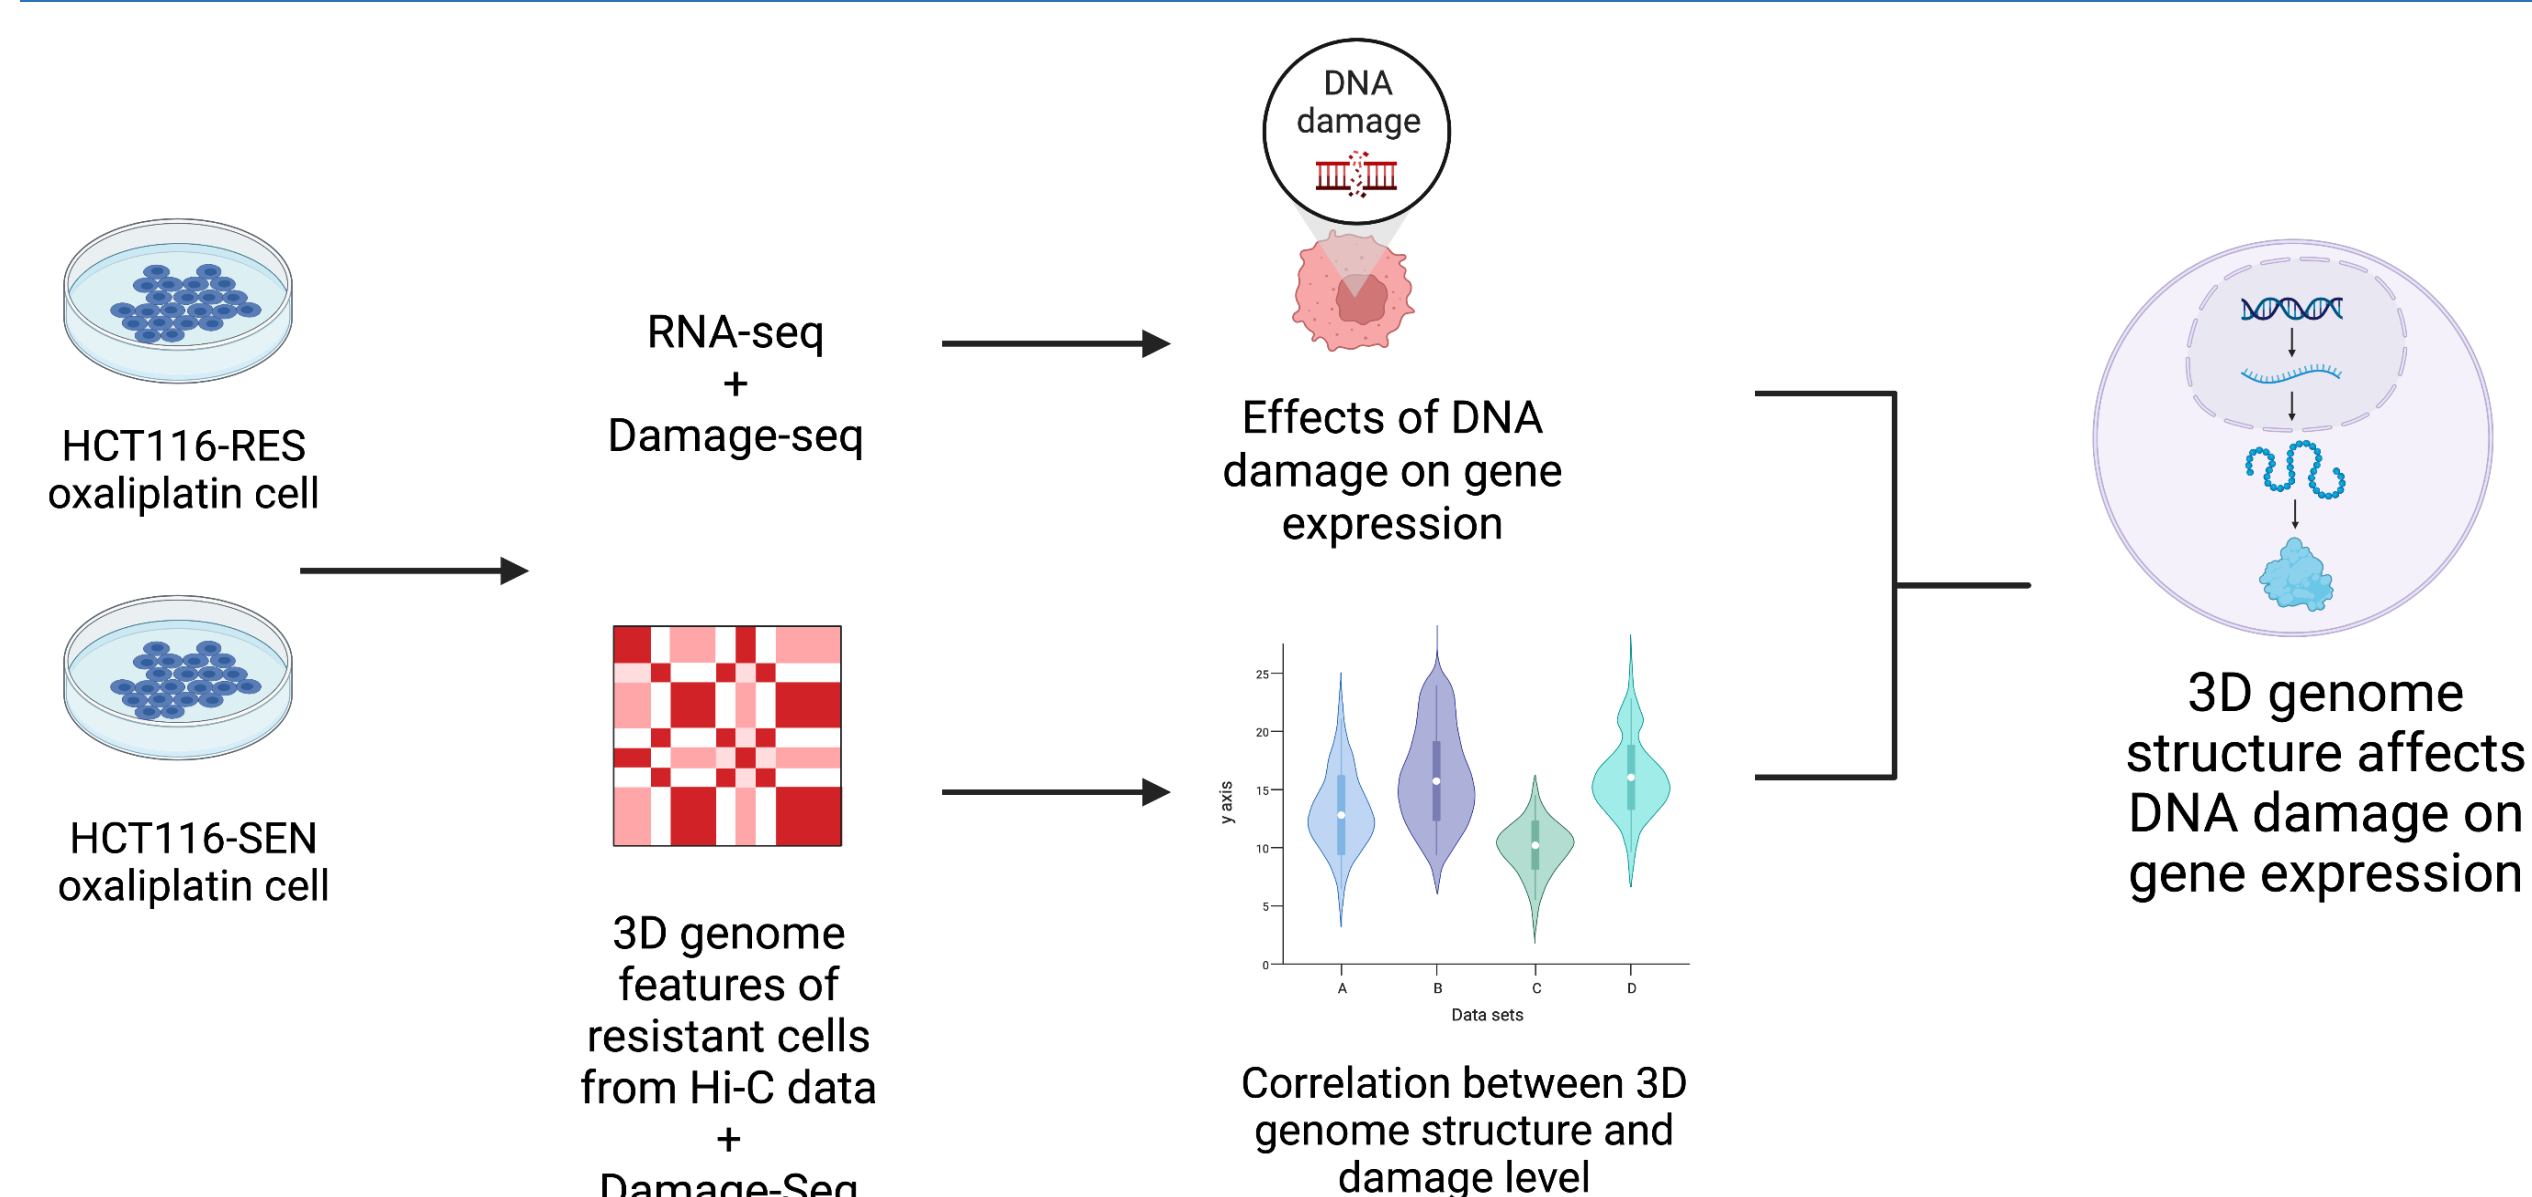 HCT116-RES
oxaliplatin cell
HCT116-SEN
oxaliplatin cell
RNA-seq
+
Damage-seq
3D genome
features of
resistant cells
from Hi-C data
+
Damage-Seq
DNA
damage
Effects of DNA
damage on gene
expression
25
20
15
10
5
0
y axis
A
B
C
D
Data sets
Correlation between 3D
genome structure and
damage level
3D genome
structure affects
DNA damage on
gene expression